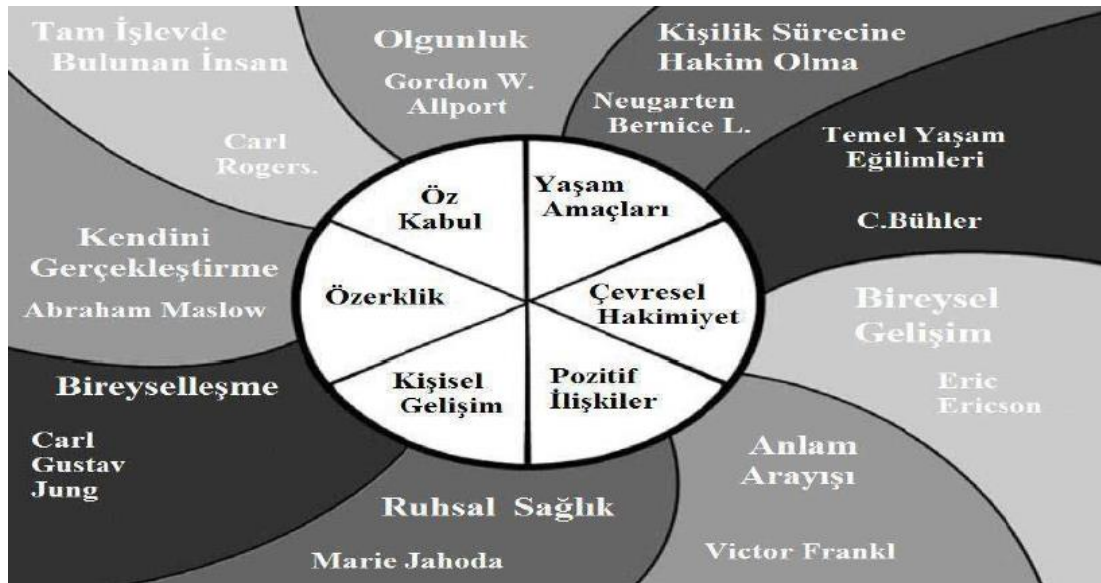 Tam İşlevde
Bulunan İnsan
Carl
Rogers.
Olgunluk
Gordon W.
Allport
Kişilik Sürecine
Hakim Olma
Neugarten
Bernice L.
Temel Yaşam
Eğilimleri
C.Bühler
Bireysel
Gelişim
Eric
Ericson
Anlam
Arayışı
Victor Frankl
Ruhsal Sağlık
Marie Jahoda
Bireyselleşme
Carl
Gustav
Jung
Kendini
Gerçekleştirme
Abraham Maslow
Öz
Kabul
Yaşam
Amaçları
Çevresel
Hakimiyet
Pozitif
İlişkiler
Kişisel
Gelişim
Özerklik